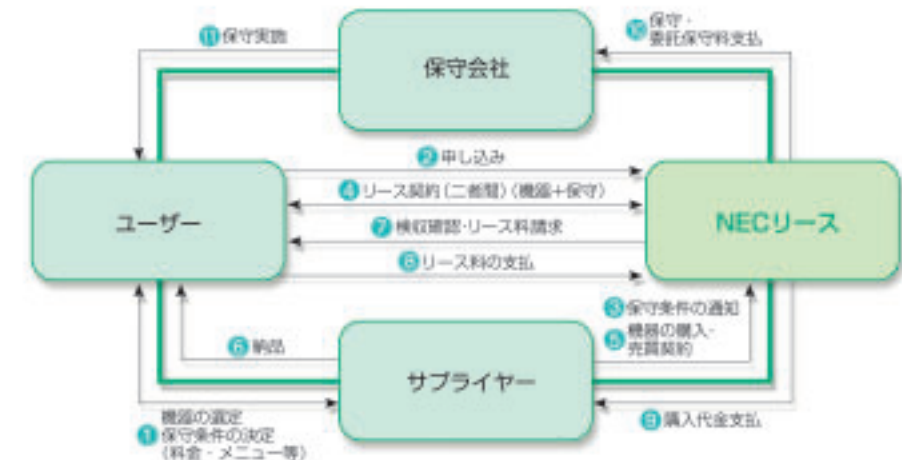 ⑪保守実施
⑩保守・
委託保守料支払
保守会社
②申し込み
④リース契約（二者間）（機器＋保守）
ユーザー
NECリース
⑦検収確認・リース料請求
⑧リース料の支払
③保守条件の通知
⑤機器の購入・
売買契約
⑥納品
サプライヤー
機器の選定
①保守条件の決定
（料金・メニュー等）
⑨購入代金支払